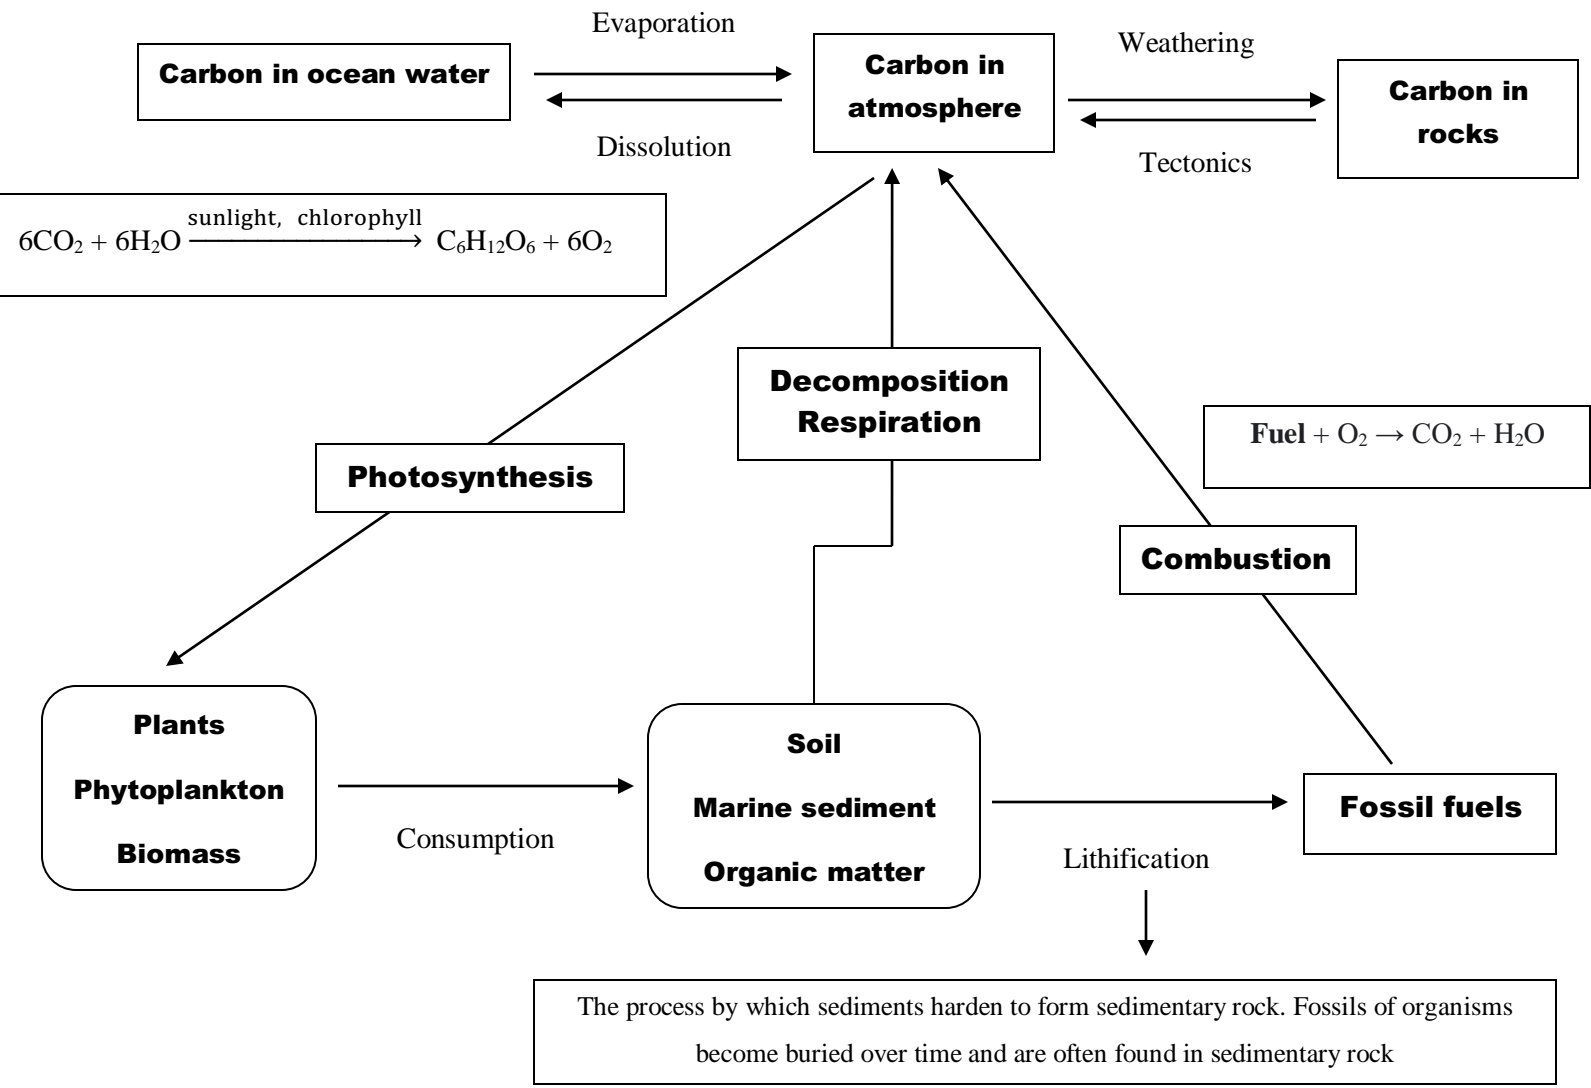 Evaporation
Carbon in ocean water
Carbon in
atmosphere
Weathering
Carbon in
rocks
Dissolution
Tectonics
6CO₂ + 6H₂O sunlight, chlorophyll → C₆H₁₂O₆ + 6O₂
Decomposition
Respiration
Fuel + O₂ → CO₂ + H₂O
Photosynthesis
Combustion
Plants
Phytoplankton
Biomass
Consumption
Soil
Marine sediment
Organic matter
Fossil fuels
Lithification
The process by which sediments harden to form sedimentary rock. Fossils of organisms
become buried over time and are often found in sedimentary rock